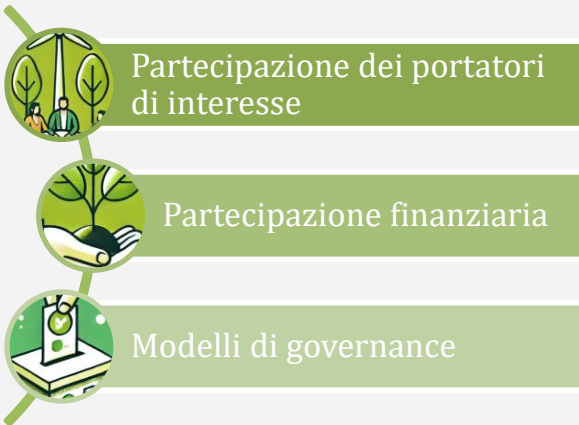 Partecipazione dei portatori
di interesse
Partecipazione finanziaria
Modelli di governance